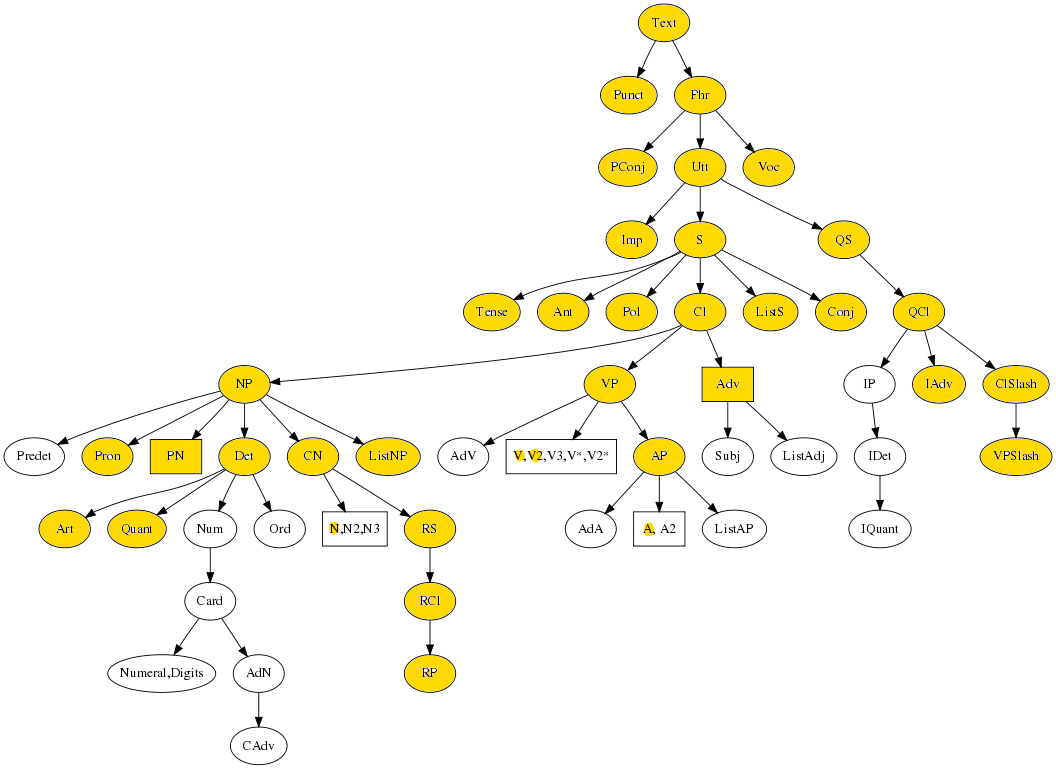 Text
Punct Phr
PConj Utt Voc
Imp S QS
Tense Ant Pol Cl ListS Conj QCl
NP VP Adv IP IAdv ClSlash
Predet Pron PN Det CN ListNP AdV V,V2,V3,V*,V2* AP Subj ListAdj IDet VPSlash
Art Quant Num Ord N,N2,N3 RS AdA A, A2 ListAP IQuant
Card RCl
Numeral,Digits AdN RP
CAdv